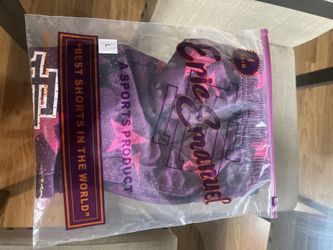 Eric Emanuel
A SPORTS PRODUCT
"BEST SHORTS IN THE WORLD"